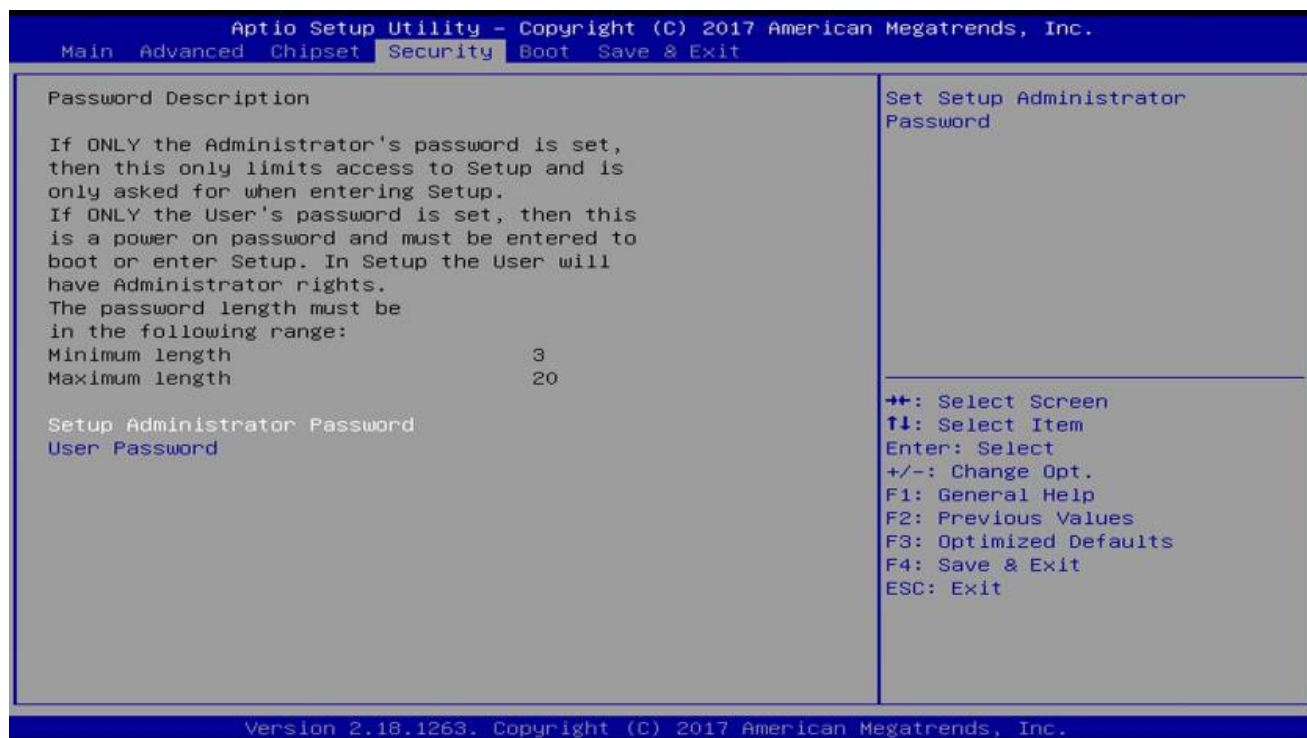 Aptio Setup Utility – Copyright (C) 2017 American Megatrends, Inc.
Main Advanced Chipset Security Boot Save & Exit
Password Description
If ONLY the Administrator's password is set,
then this only limits access to Setup and is
only asked for when entering Setup.
If ONLY the User's password is set, then this
is a power on password and must be entered to
boot or enter Setup. In Setup the User will
have Administrator rights.
The password length must be
in the following range:
Minimum length 3
Maximum length 20
Setup Administrator Password
User Password
Set Setup Administrator
Password
→←: Select Screen
↑↓: Select Item
Enter: Select
+/-: Change Opt.
F1: General Help
F2: Previous Values
F3: Optimized Defaults
F4: Save & Exit
ESC: Exit
Version 2.18.1263. Copyright (C) 2017 American Megatrends, Inc.